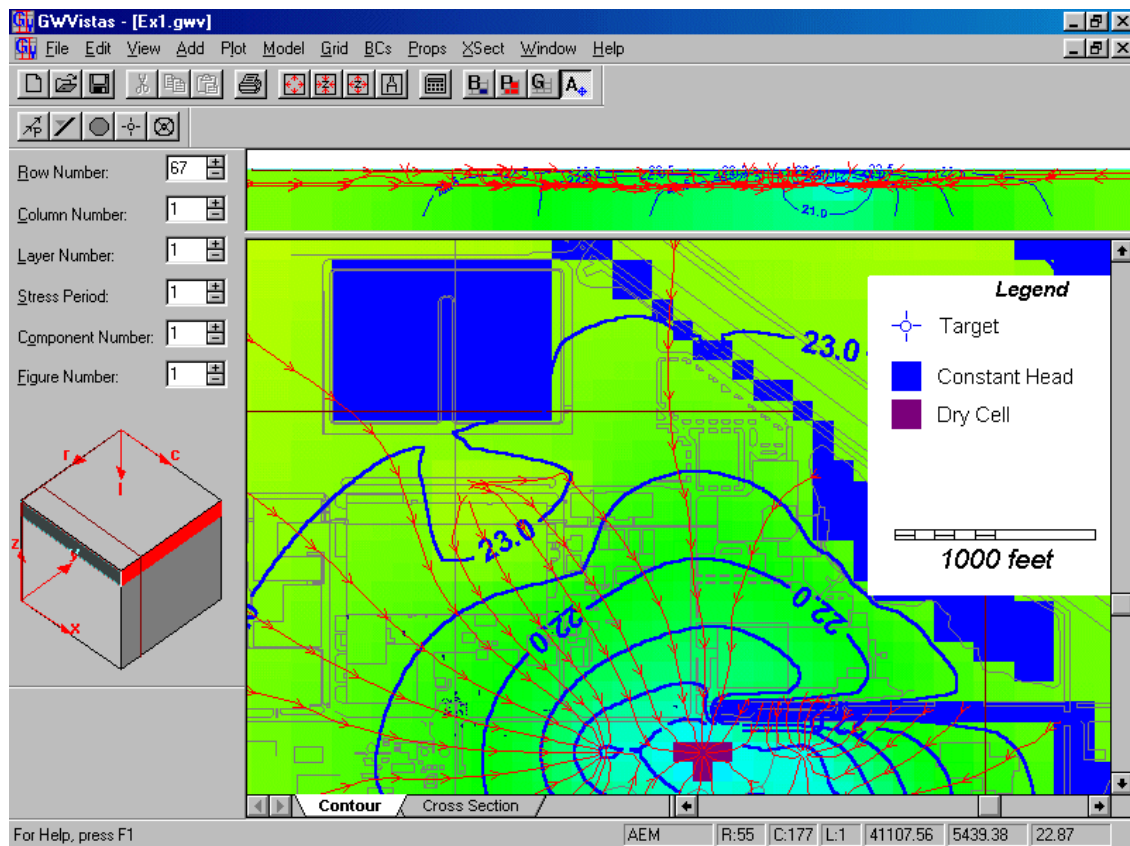 GWVistas - [Ex1.gwv]
File Edit View Add Plot Model Grid BCs Props XSect Window Help
B P G A
P
Row Number: 67
Column Number: 1
Layer Number: 1
Stress Period: 1
Component Number: 1
Figure Number: 1
r c
l
z
x
21.0
Legend
Target
Constant Head
Dry Cell
1000 feet
23.0
23.0
22.0
22.0
Contour Cross Section
For Help, press F1 AEM R:55 C:177 L:1 41107.56 5439.38 22.87